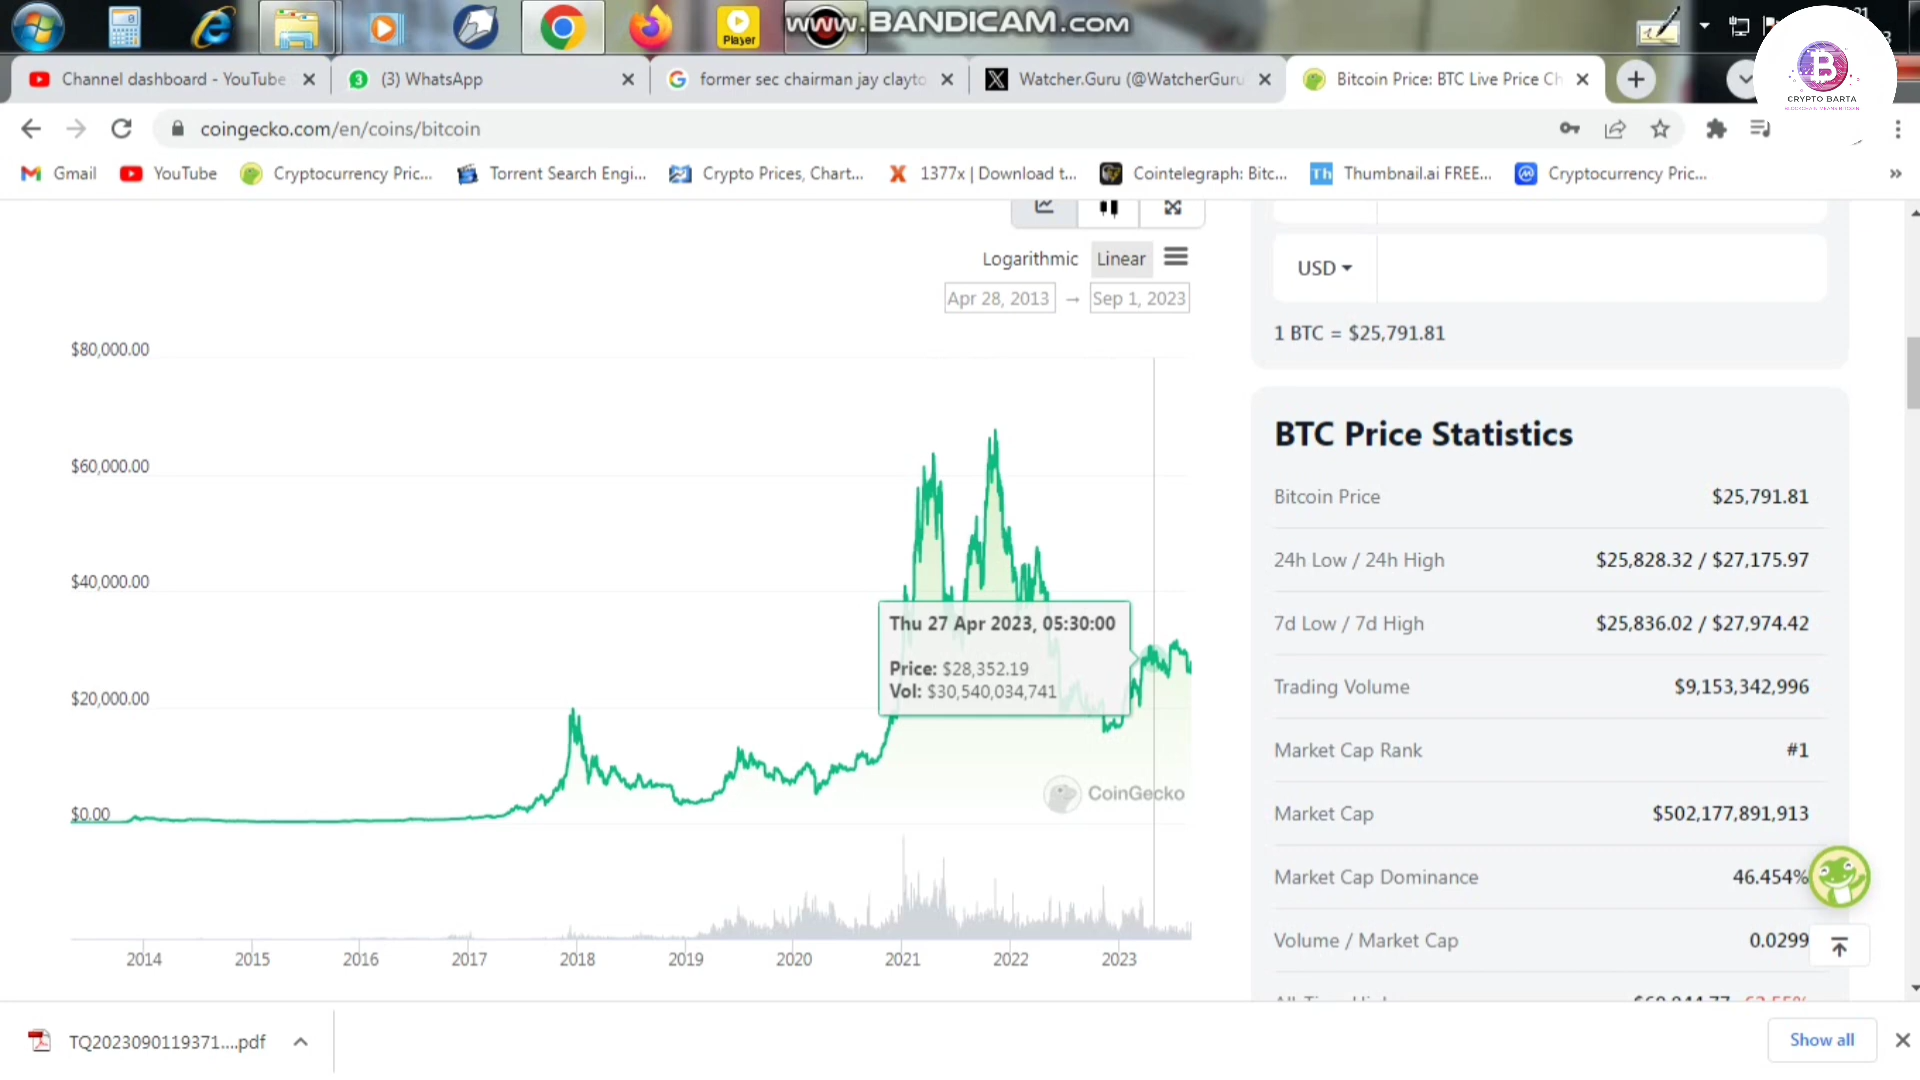 www.BANDICAM.com
Player
Channel dashboard - YouTube
(3) WhatsApp
former sec chairman jay clayto
Watcher.Guru (@WatcherGuru
Bitcoin Price: BTC Live Price Ch
CRYPTO BARTA
coingecko.com/en/coins/bitcoin
Gmail
YouTube
Cryptocurrency Pric...
Torrent Search Engi...
Crypto Prices, Chart...
1377x | Download t...
Cointelegraph: Bitc...
Th
Thumbnail.ai FREE...
Cryptocurrency Pric...
Logarithmic
Linear
Apr 28, 2013 → Sep 1, 2023
$80,000.00
$60,000.00
$40,000.00
$20,000.00
$0.00
Thu 27 Apr 2023, 05:30:00
Price: $28,352.19
Vol: $30,540,034,741
CoinGecko
2014 2015 2016 2017 2018 2019 2020 2021 2022 2023
USD
1 BTC = $25,791.81
BTC Price Statistics
Bitcoin Price $25,791.81
24h Low / 24h High $25,828.32 / $27,175.97
7d Low / 7d High $25,836.02 / $27,974.42
Trading Volume $9,153,342,996
Market Cap Rank #1
Market Cap $502,177,891,913
Market Cap Dominance 46.454%
Volume / Market Cap 0.0299
TQ2023090119371....pdf
Show all